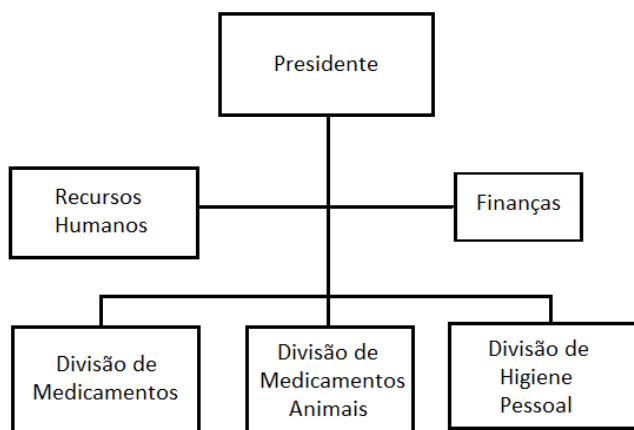 Presidente
Recursos
Humanos
Finanças
Divisão de
Medicamentos
Divisão de
Medicamentos
Animais
Divisão de
Higiene
Pessoal